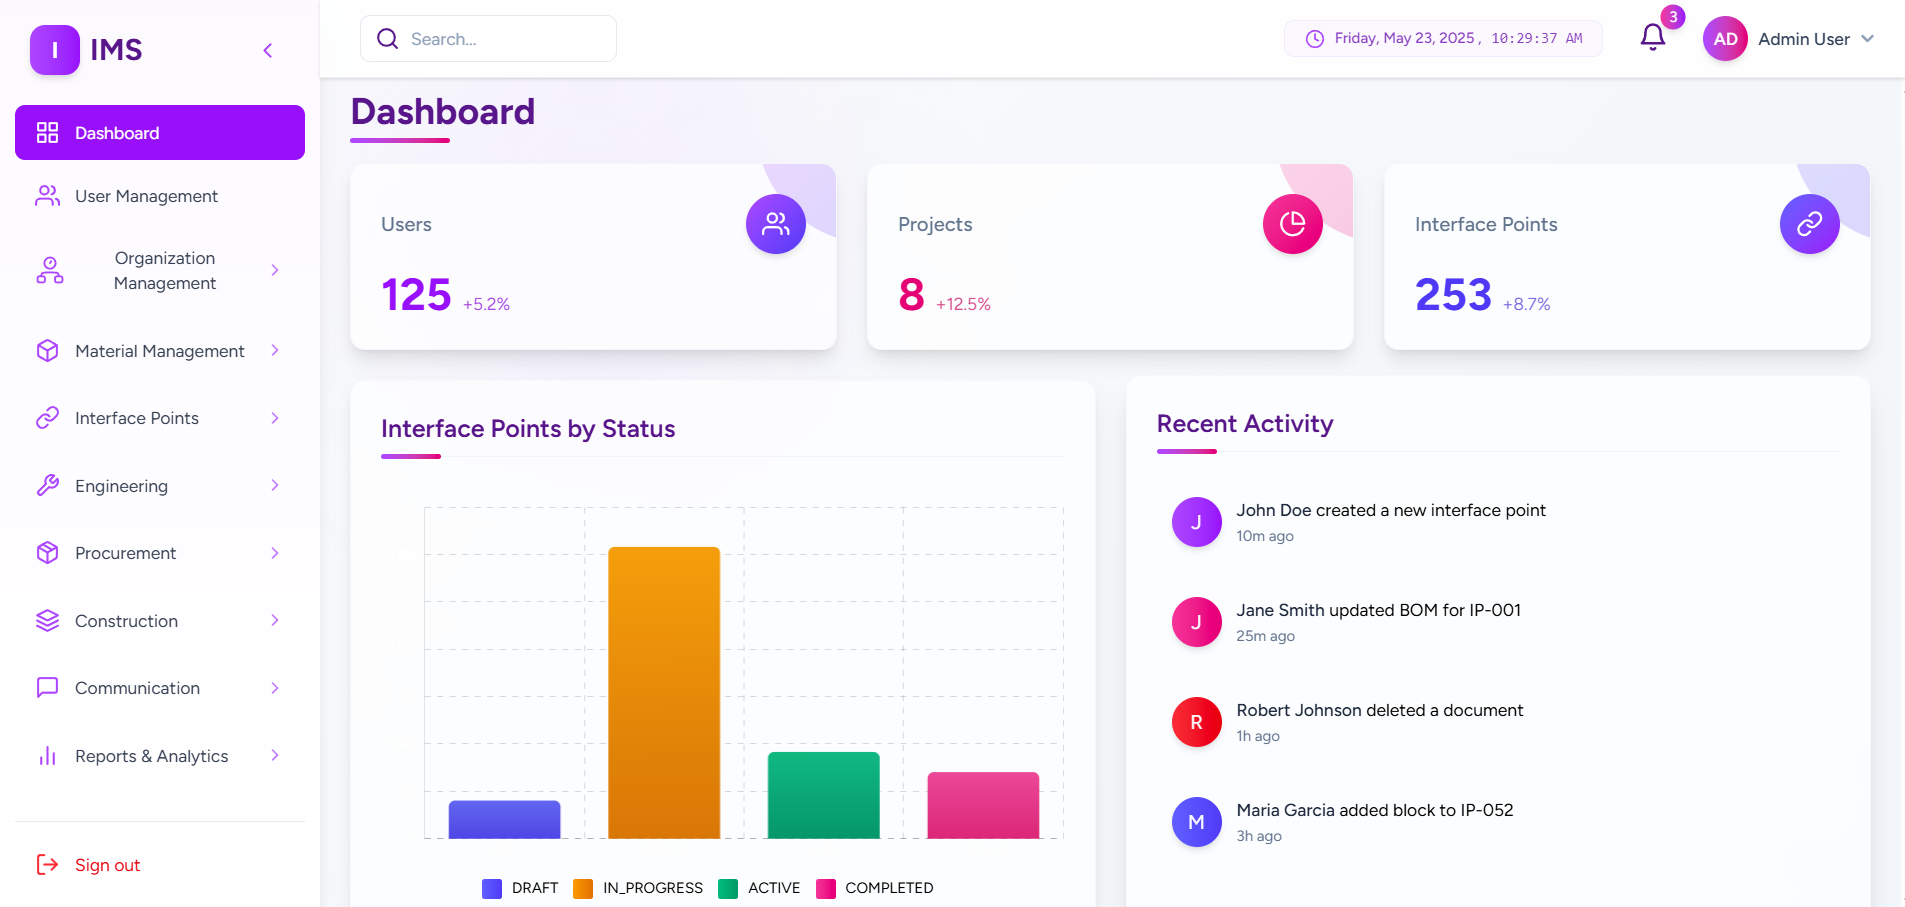 I IMS
Search...
Friday, May 23, 2025, 10:29:37 AM
3
AD Admin User
Dashboard
User Management
Organization
Management
Material Management
Interface Points
Engineering
Procurement
Construction
Communication
Reports & Analytics
Sign out
Dashboard
Users
125 +5.2%
Projects
8 +12.5%
Interface Points
253 +8.7%
Interface Points by Status
DRAFT IN_PROGRESS ACTIVE COMPLETED
Recent Activity
J
John Doe created a new interface point
10m ago
J
Jane Smith updated BOM for IP-001
25m ago
R
Robert Johnson deleted a document
1h ago
M
Maria Garcia added block to IP-052
3h ago